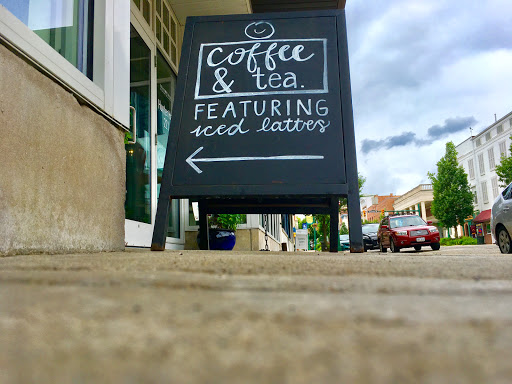 coffee
& tea.
FEATURING
iced lattes